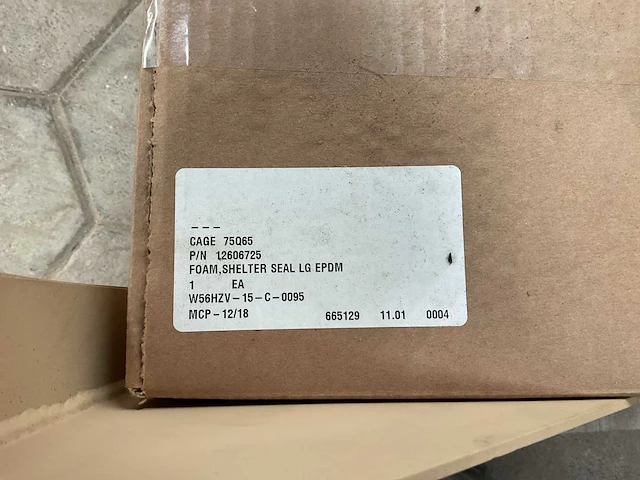 ---
CAGE 75Q65
P/N 12606725
FOAM,SHELTER SEAL LG EPDM
1 EA
W56HZV-15-C-0095
MCP-12/18 665129 11.01 0004